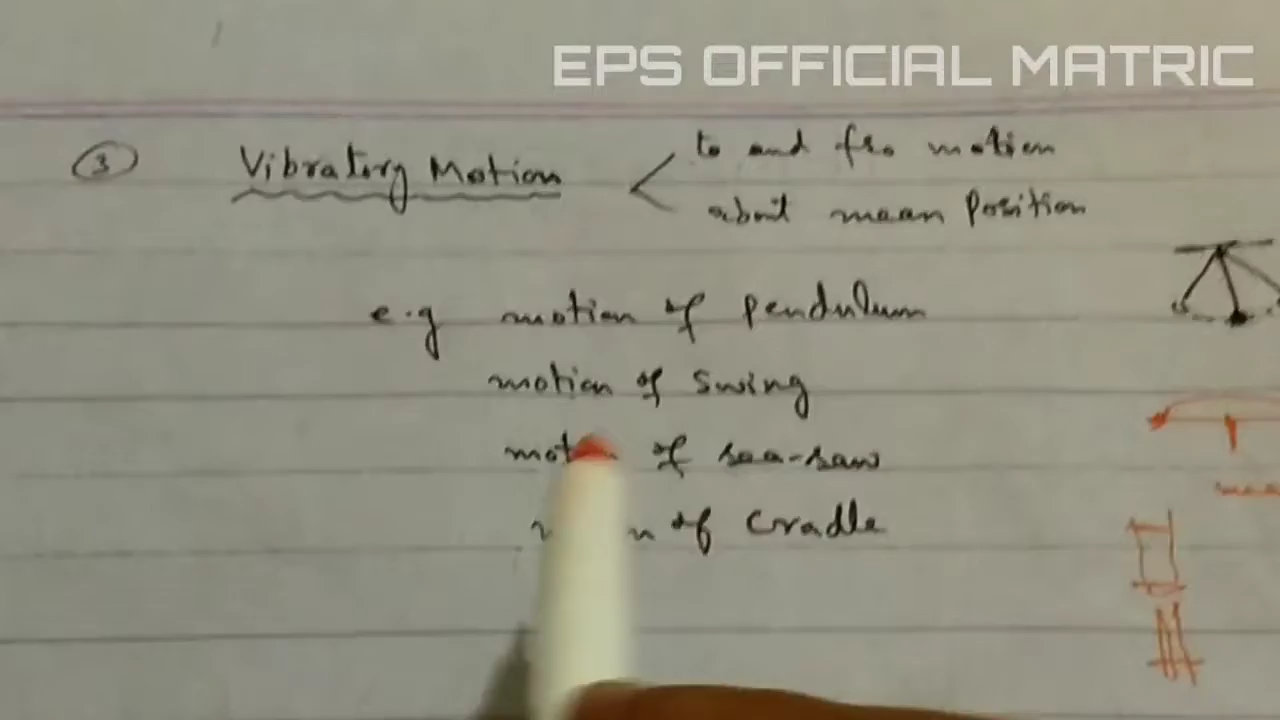 EPS OFFICIAL MATRIC
3 Vibratory Motion < to and fro motion
about mean position
e.g motion of pendulum
motion of swing
of see-saw
of cradle